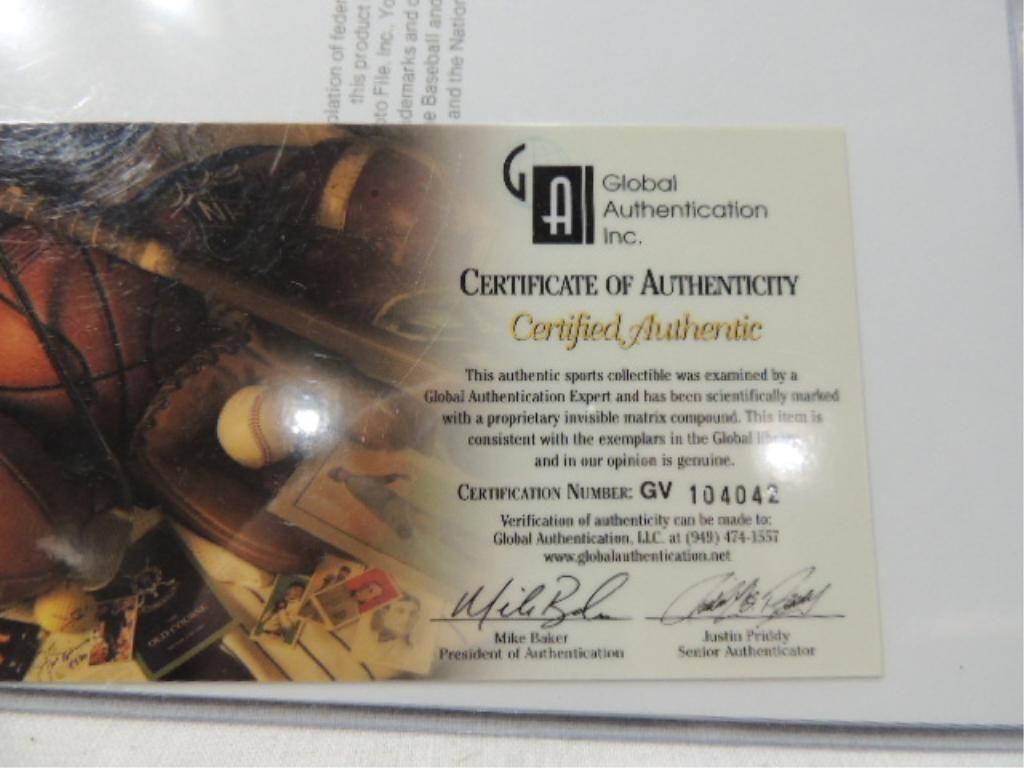 olation of feder
this product
oto File, Inc., Yo
demarks and c
e Baseball and
and the Nation
GAI
Global
Authentication
Inc.
CERTIFICATE OF AUTHENTICITY
Certified Authentic
This authentic sports collectible was examined by a
Global Authentication Expert and has been scientifically marked
with a proprietary invisible matrix compound. This item is
consistent with the exemplars in the Global
and in our opinion is genuine.
CERTIFICATION NUMBER: GV 104042
Verification of authenticity can be made to:
Global Authentication, LLC. at (949) 474-1557
www.globalauthentication.net
Mike Baker
Justin Priddy
President of Authentication
Senior Authenticator